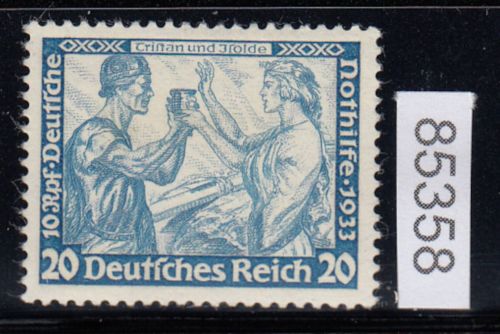 Tristan und Isolde
10 Rpf · Deutsche
Nothilfe · 1933
20 Deutsches Reich 20
85358